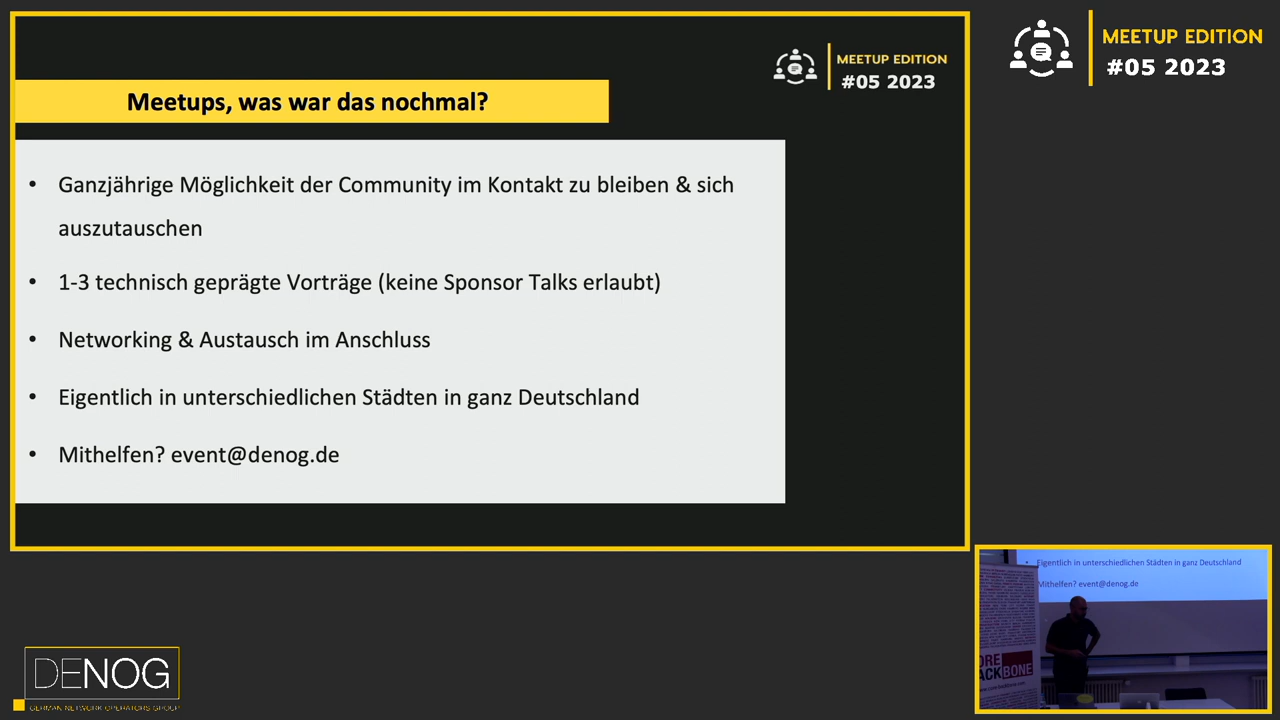 MEETUP EDITION
#05 2023
Meetups, was war das nochmal?
• Ganzjährige Möglichkeit der Community im Kontakt zu bleiben & sich
auszutauschen
• 1-3 technisch geprägte Vorträge (keine Sponsor Talks erlaubt)
• Networking & Austausch im Anschluss
• Eigentlich in unterschiedlichen Städten in ganz Deutschland
• Mithelfen? event@denog.de
MEETUP EDITION
#05 2023
• Eigentlich in unterschiedlichen Städten in ganz Deutschland
Mithelfen? event@denog.de
ORE
ACKBONE
DENOG
GERMAN NETWORK OPERATORS GROUP